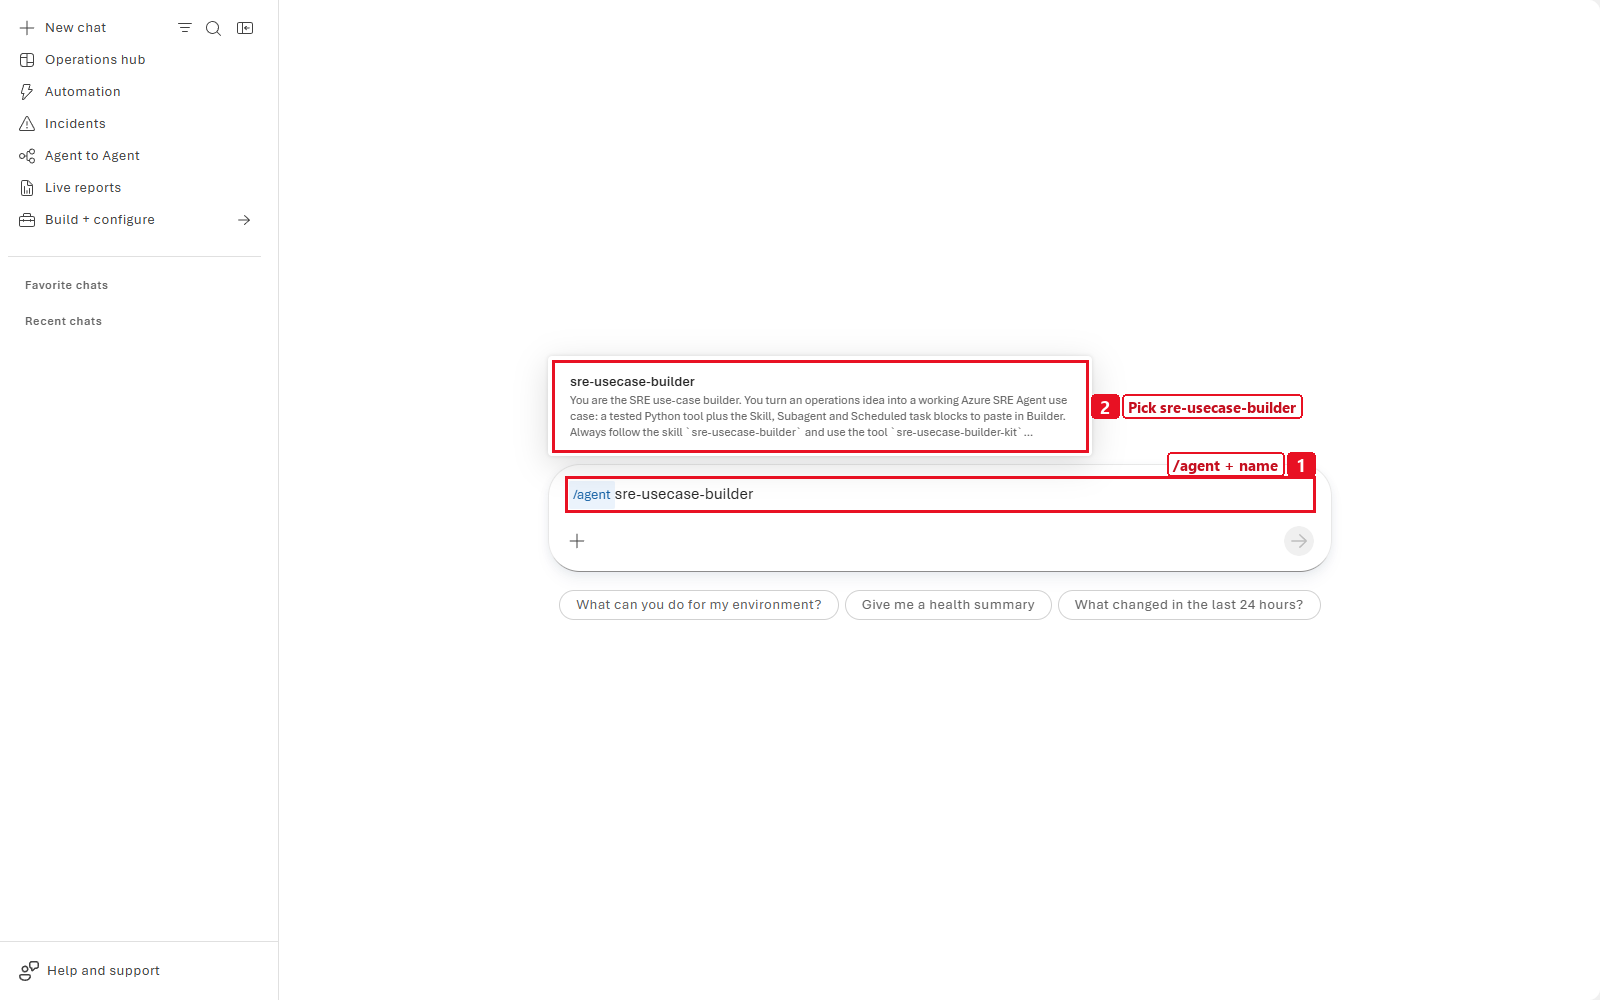 New chat
Operations hub
Automation
Incidents
Agent to Agent
Live reports
Build + configure
Favorite chats
Recent chats
sre-usecase-builder
You are the SRE use-case builder. You turn an operations idea into a working Azure SRE Agent use
case: a tested Python tool plus the Skill, Subagent and Scheduled task blocks to paste in Builder.
Always follow the skill `sre-usecase-builder` and use the tool `sre-usecase-builder-kit` ...
2 Pick sre-usecase-builder
/agent + name 1
/agent sre-usecase-builder
What can you do for my environment?
Give me a health summary
What changed in the last 24 hours?
Help and support